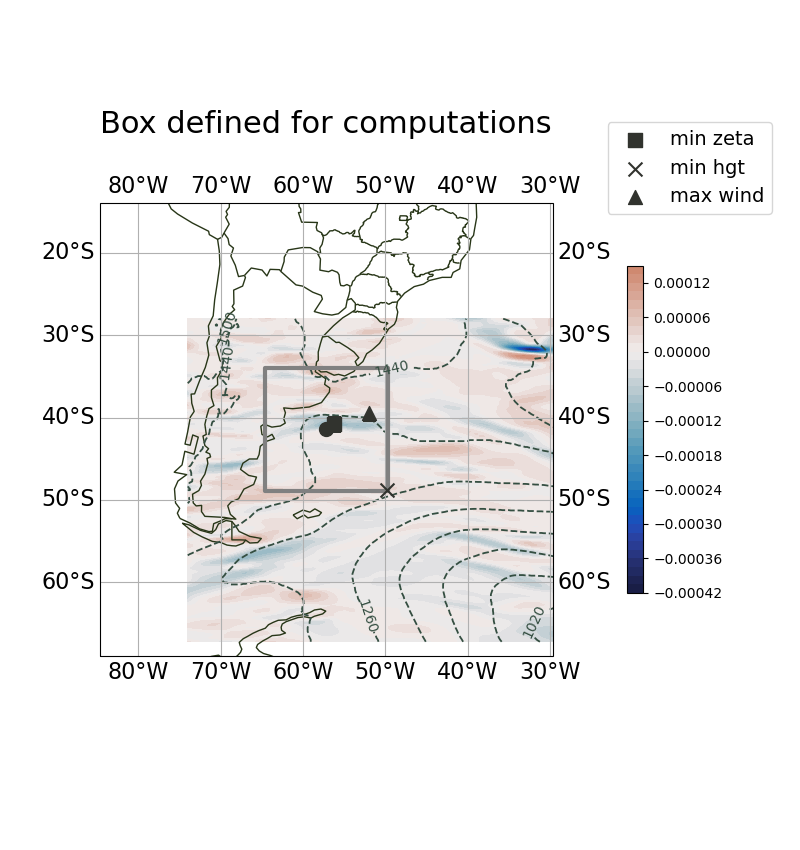 Box defined for computations
min zeta
min hgt
max wind
80°W 70°W 60°W 50°W 40°W 30°W
20°S 20°S
30°S 30°S
40°S 40°S
50°S 50°S
60°S 60°S
1440
1440
1260
1020
80°W 70°W 60°W 50°W 40°W 30°W
0.00012
0.00006
0.00000
−0.00006
−0.00012
−0.00018
−0.00024
−0.00030
−0.00036
−0.00042